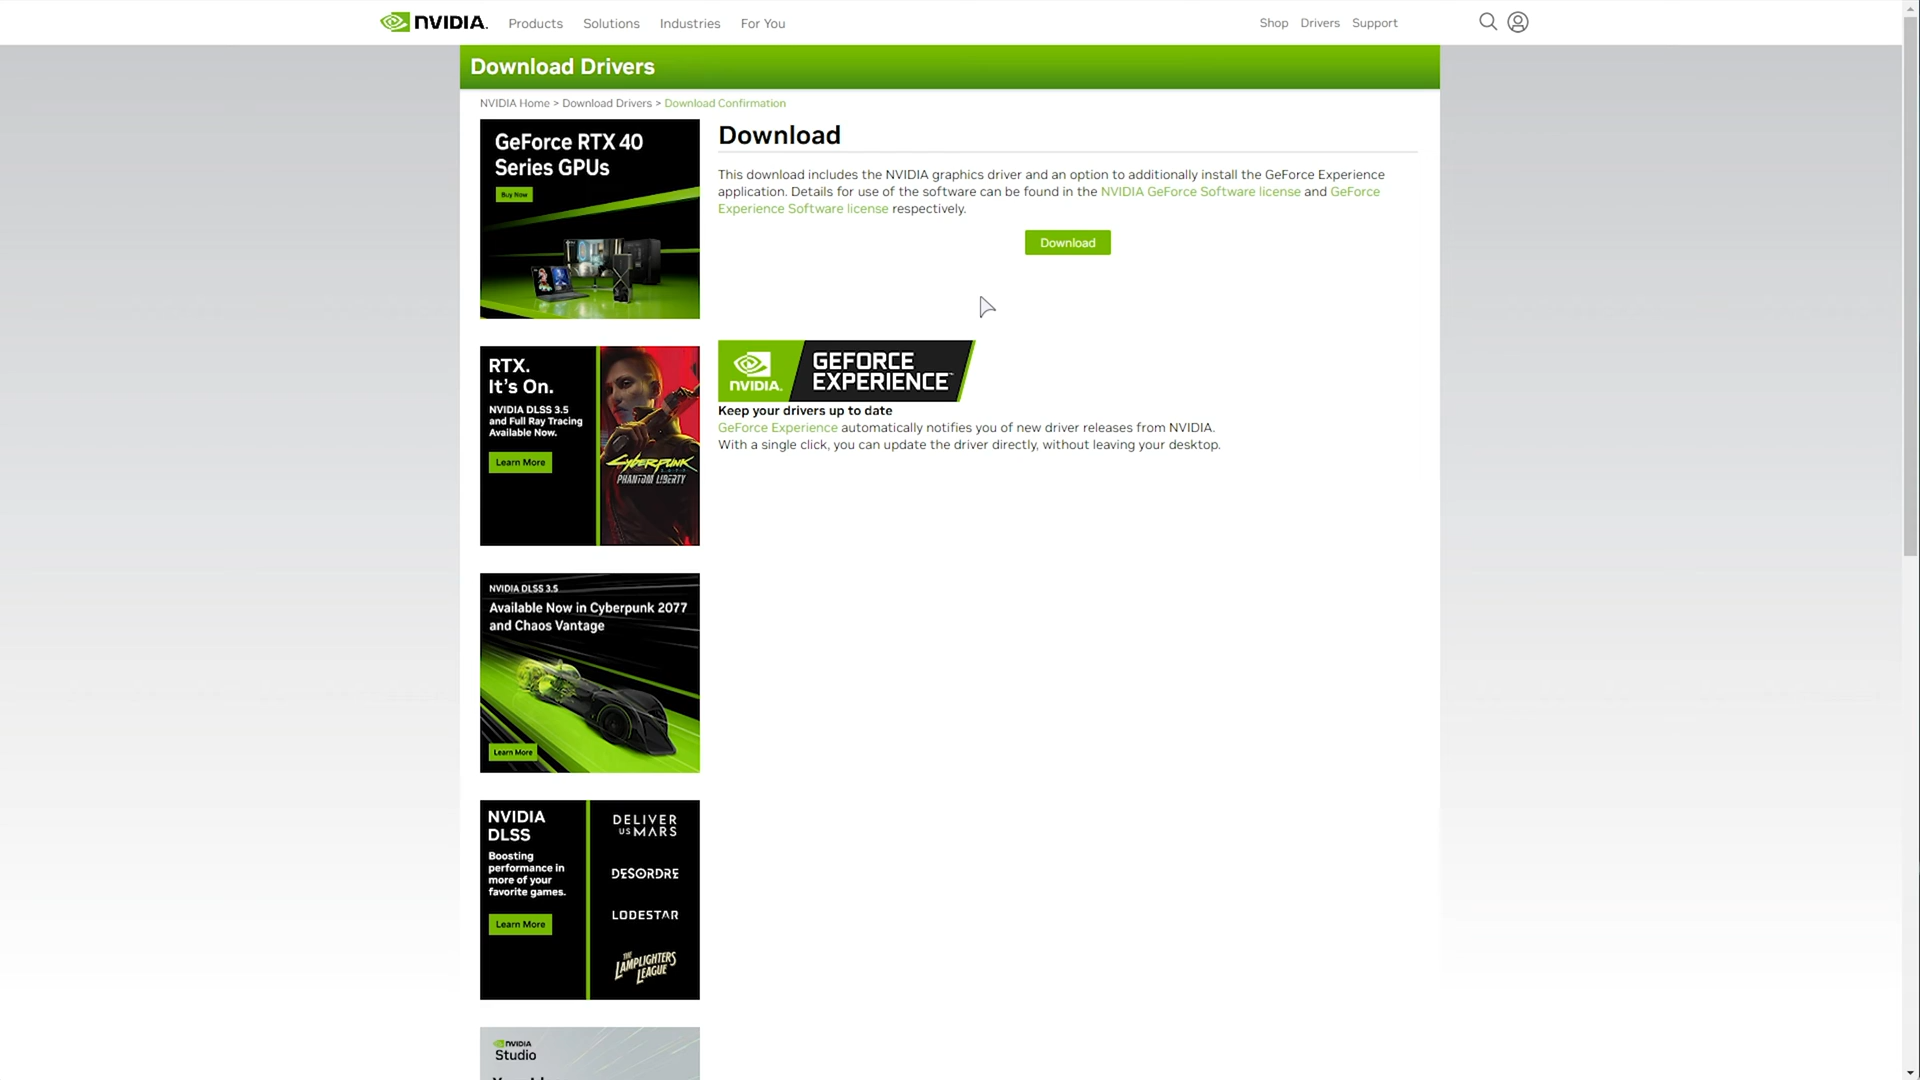 NVIDIA.
Products
Solutions
Industries
For You
Shop
Drivers
Support
Download Drivers
NVIDIA Home > Download Drivers > Download Confirmation
GeForce RTX 40
Series GPUs
Buy Now
Download
This download includes the NVIDIA graphics driver and an option to additionally install the GeForce Experience
application. Details for use of the software can be found in the NVIDIA GeForce Software license and GeForce
Experience Software license respectively.
Download
RTX.
It's On.
NVIDIA DLSS 3.5
and Full Ray Tracing
Available Now.
Learn More
Cyberpunk
PHANTOM LIBERTY
NVIDIA.
GEFORCE
EXPERIENCE
Keep your drivers up to date
GeForce Experience automatically notifies you of new driver releases from NVIDIA.
With a single click, you can update the driver directly, without leaving your desktop.
NVIDIA DLSS 3.5
Available Now in Cyberpunk 2077
and Chaos Vantage
Learn More
NVIDIA
DLSS
Boosting
performance in
more of your
favorite games.
Learn More
DELIVER
US MARS
DESORDRE
LODESTAR
THE
LAMPLIGHTERS
LEAGUE
NVIDIA
Studio